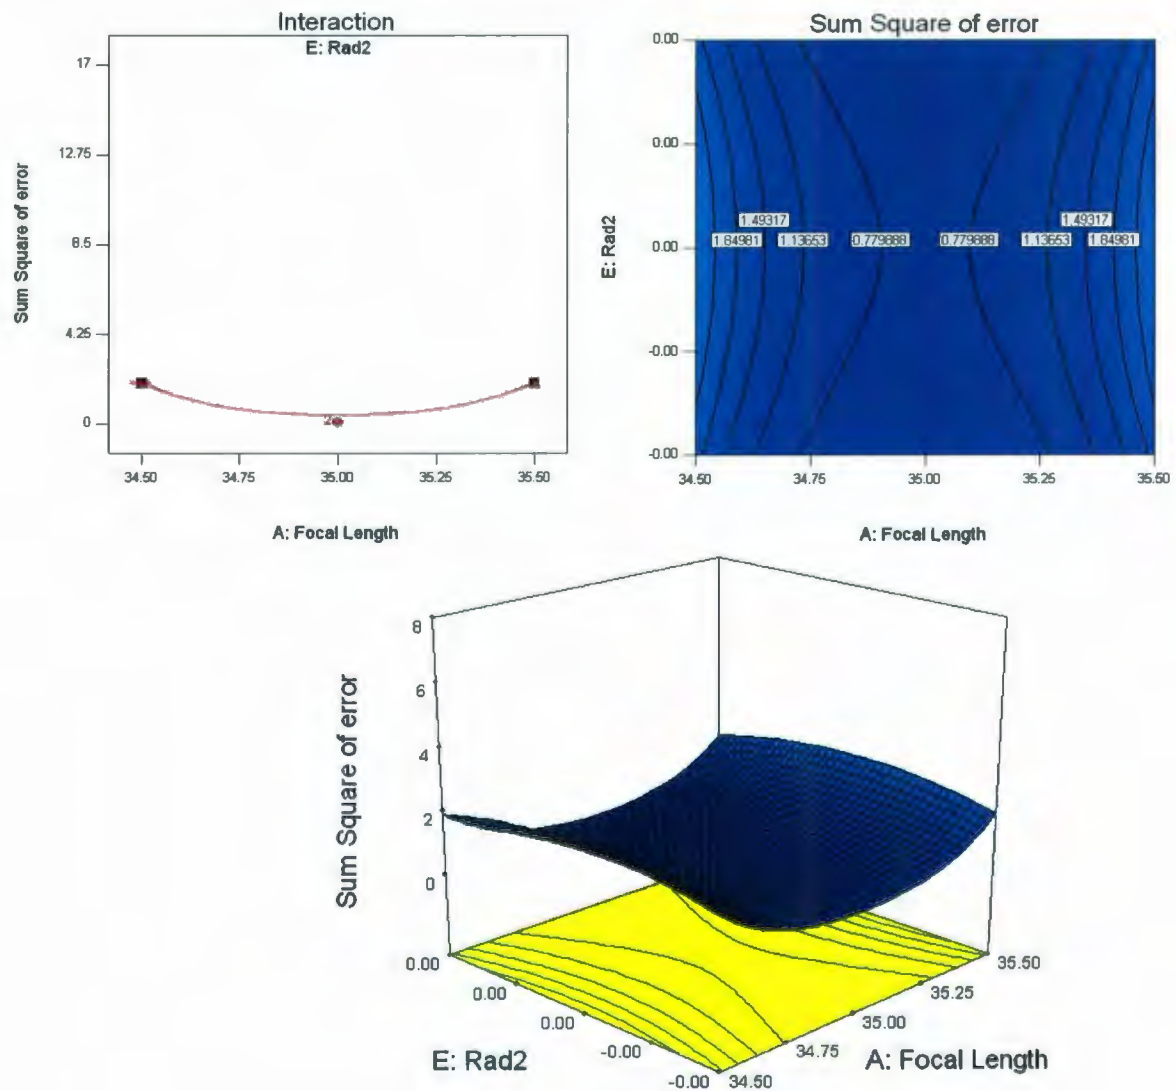 Interaction
E: Rad2
17
12.75
8.5
4.25
0
Sum Square of error
2
34.50 34.75 35.00 35.25 35.50
A: Focal Length
Sum Square of error
0.00
0.00
0.00
-0.00
-0.00
E: Rad2
1.49317 1.49317
1.84981 1.13653 0.779888 0.779888 1.13653 1.84981
34.50 34.75 35.00 35.25 35.50
A: Focal Length
8
6
4
2
0
Sum Square of error
0.00
0.00
0.00
-0.00
-0.00
E: Rad2
34.50
34.75
35.00
35.25
35.50
A: Focal Length